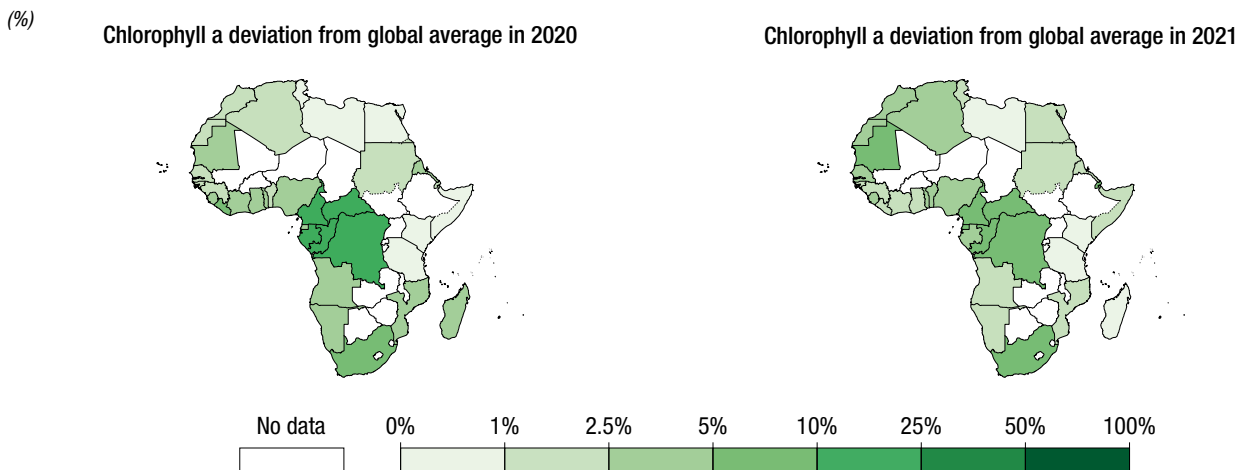 (%)
Chlorophyll a deviation from global average in 2020
Chlorophyll a deviation from global average in 2021
No data 0% 1% 2.5% 5% 10% 25% 50% 100%